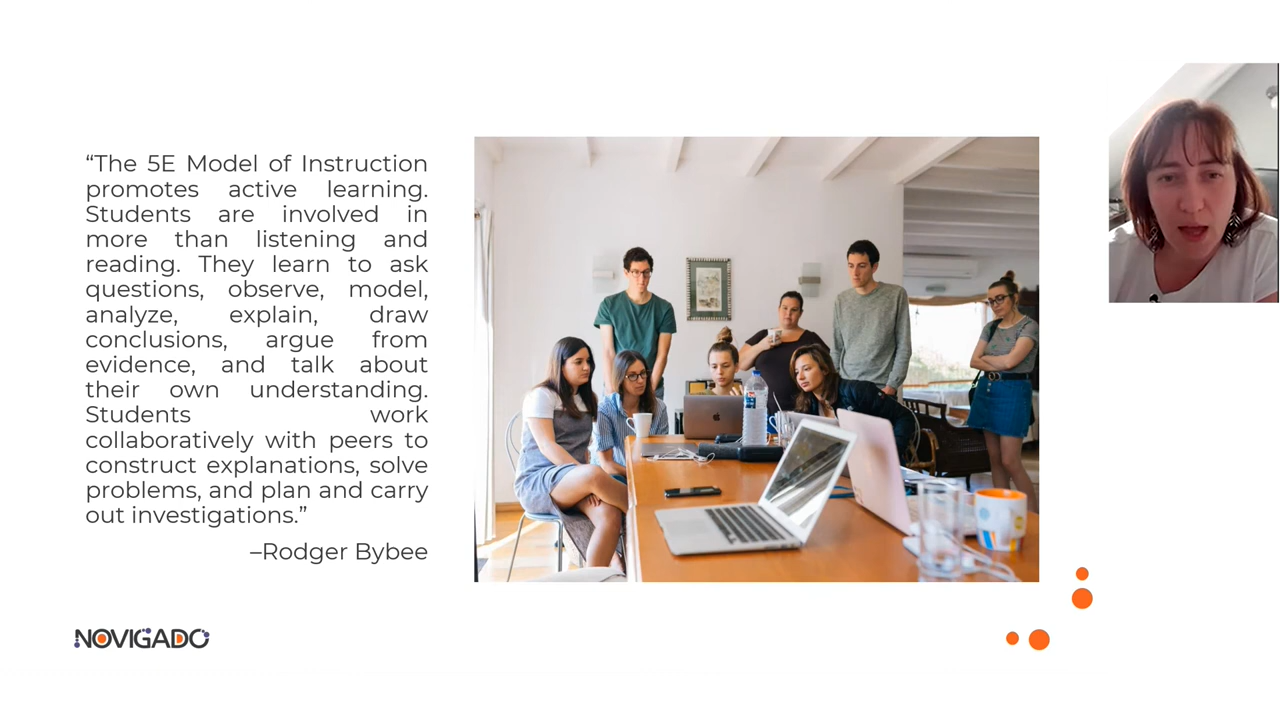 “The 5E Model of Instruction
promotes active learning.
Students are involved in
more than listening and
reading. They learn to ask
questions, observe, model,
analyze, explain, draw
conclusions, argue from
evidence, and talk about
their own understanding.
Students work
collaboratively with peers to
construct explanations, solve
problems, and plan and carry
out investigations.”
–Rodger Bybee
NOVIGADO